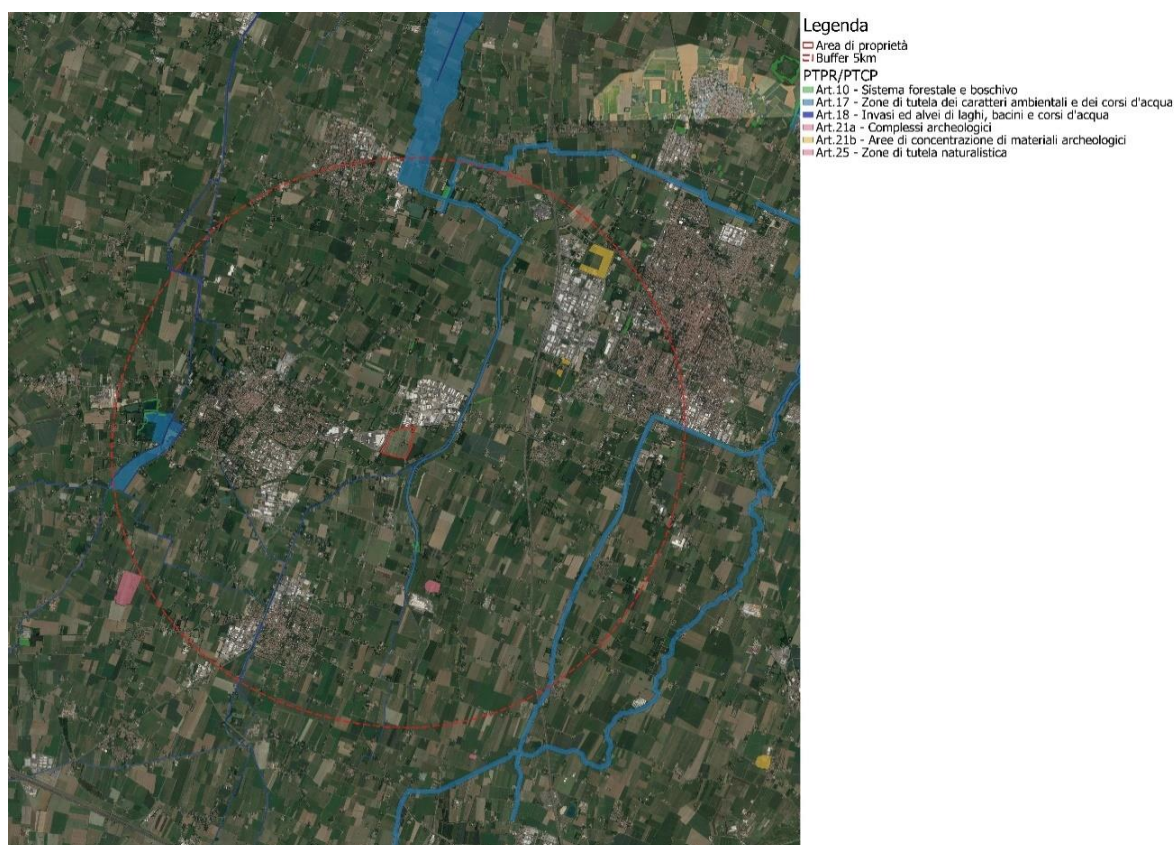 Legenda
Area di proprietà
Buffer 5km
PTPR/PTCP
Art.10 - Sistema forestale e boschivo
Art.17 - Zone di tutela dei caratteri ambientali e dei corsi d'acqua
Art.18 - Invasi ed alvei di laghi, bacini e corsi d'acqua
Art.21a - Complessi archeologici
Art.21b - Aree di concentrazione di materiali archeologici
Art.25 - Zone di tutela naturalistica